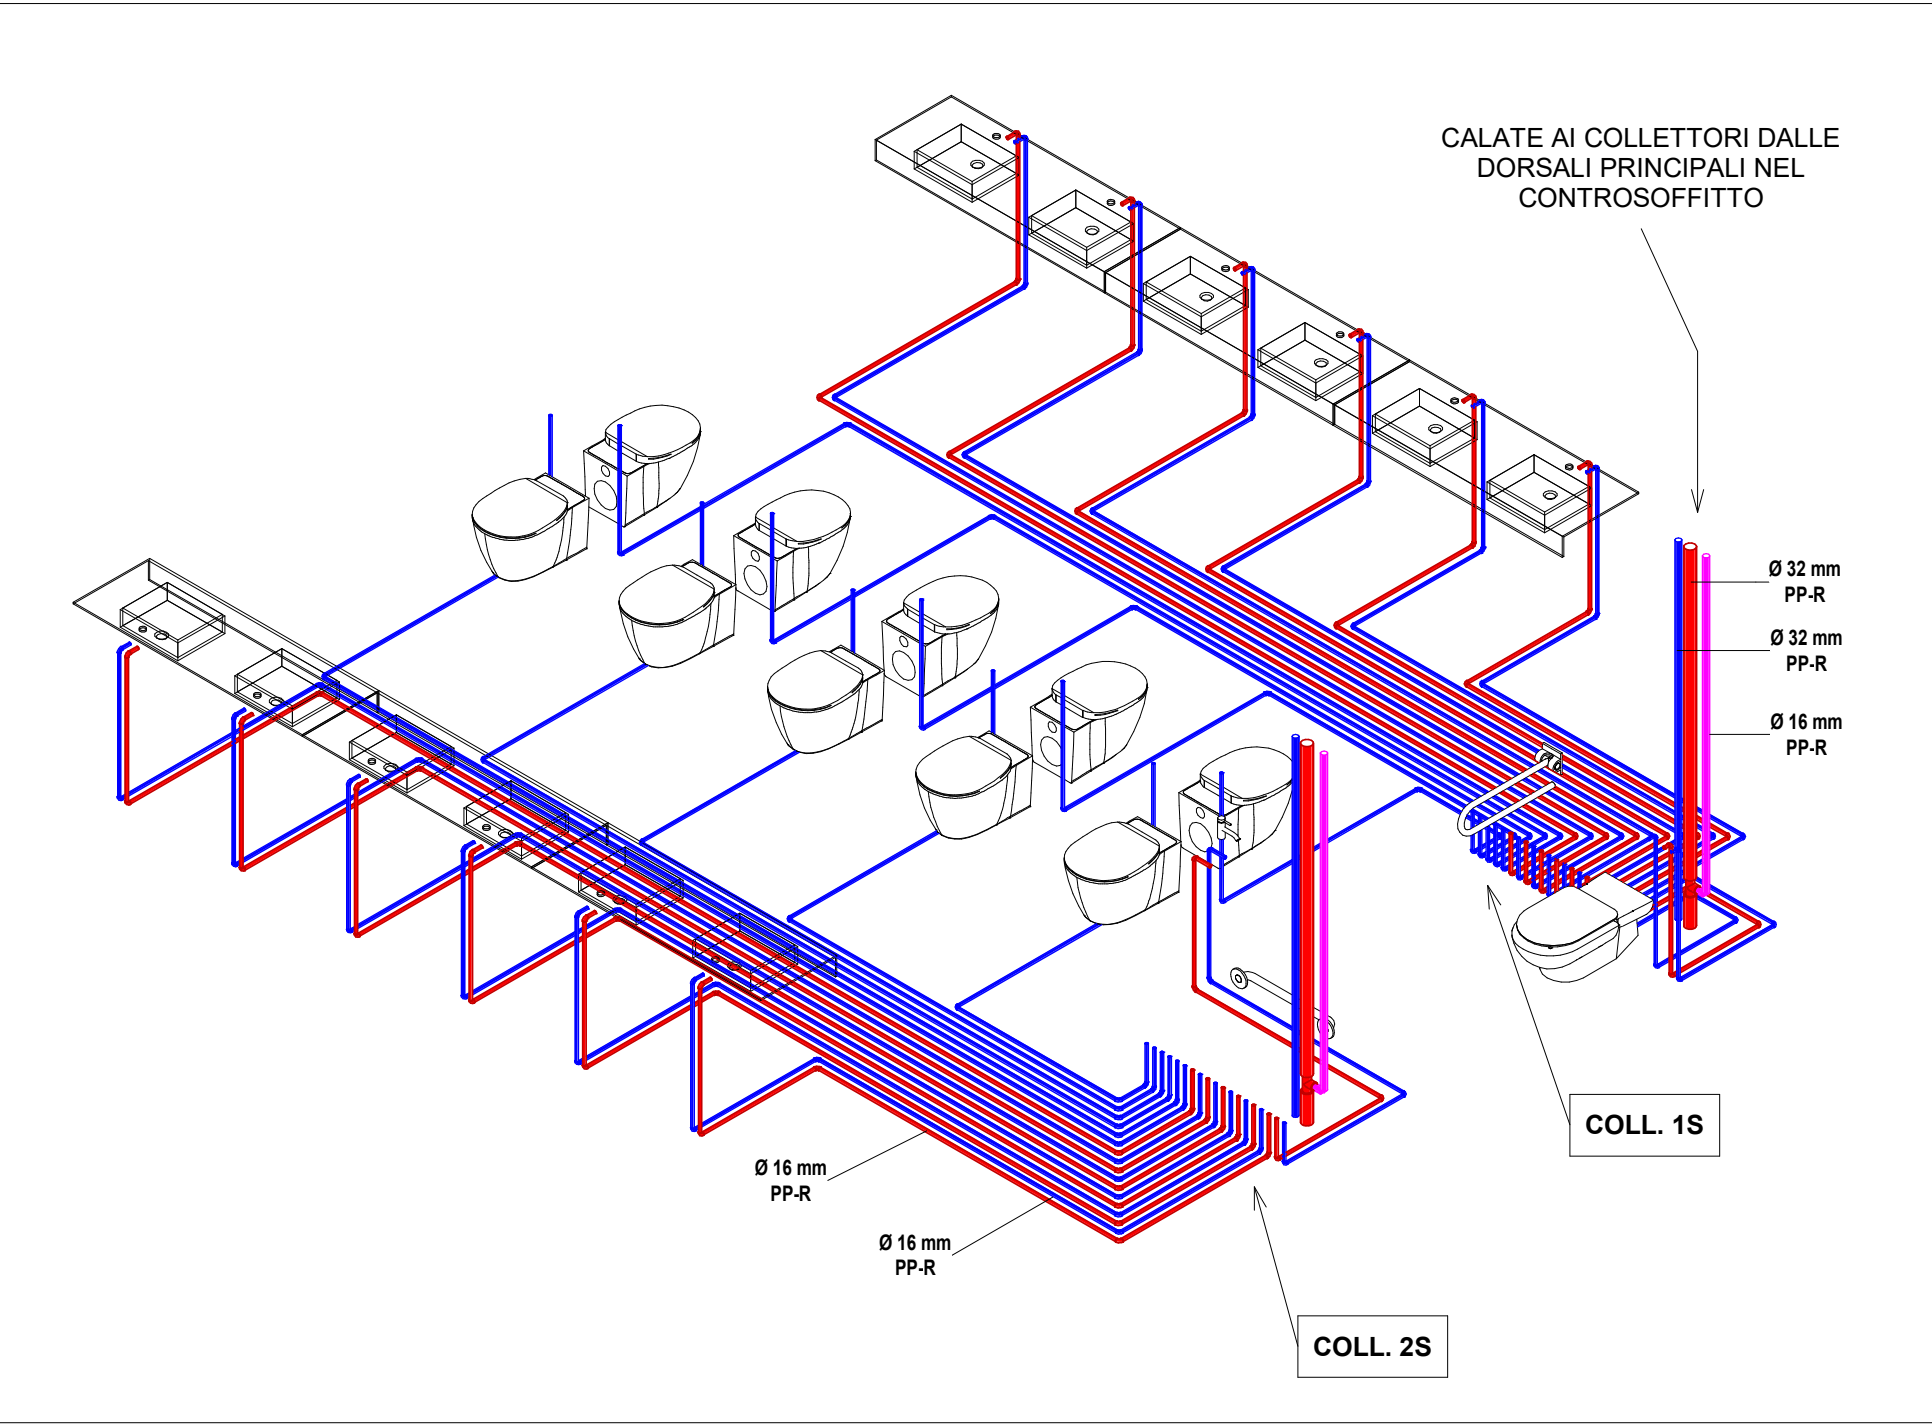 CALATE AI COLLETTORI DALLE
DORSALI PRINCIPALI NEL
CONTROSOFFITTO
Ø 32 mm
PP-R
Ø 32 mm
PP-R
Ø 16 mm
PP-R
COLL. 1S
Ø 16 mm
PP-R
Ø 16 mm
PP-R
COLL. 2S